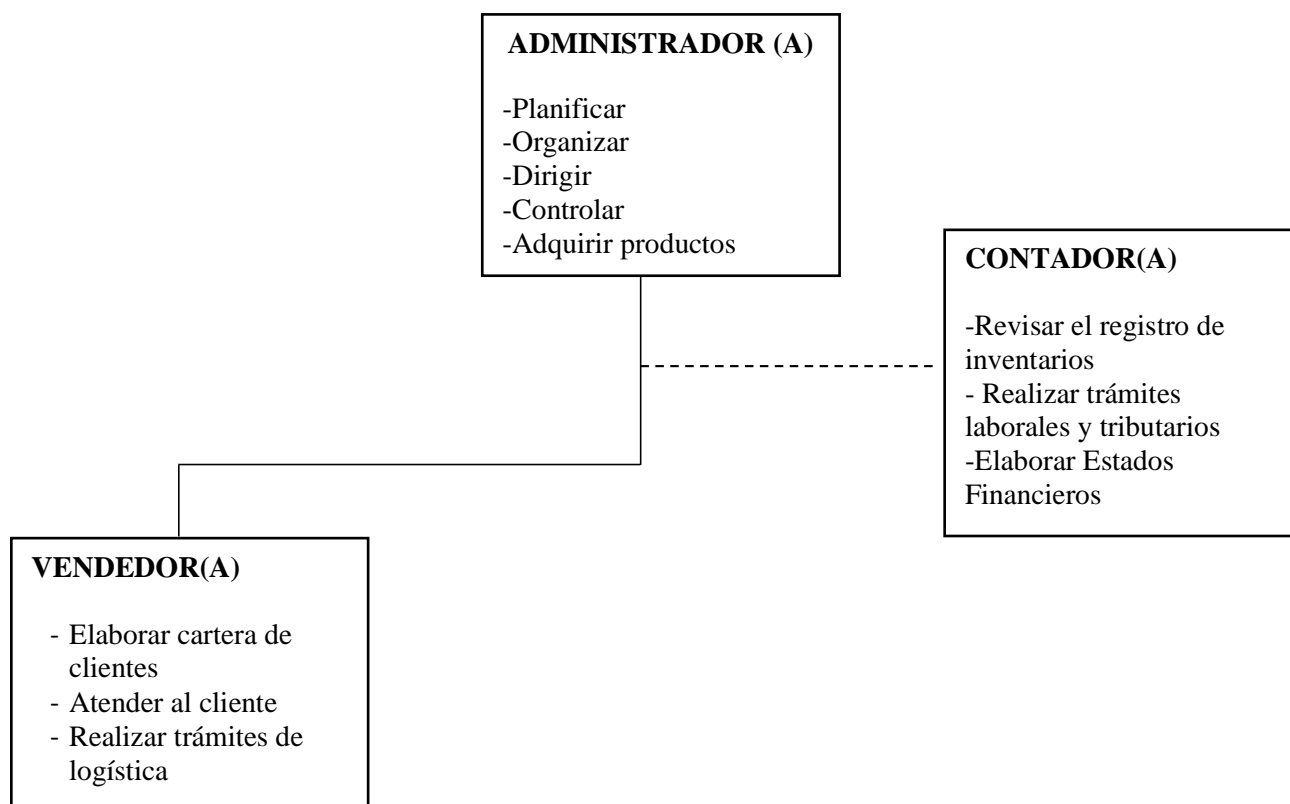 ADMINISTRADOR (A)
-Planificar
-Organizar
-Dirigir
-Controlar
-Adquirir productos
CONTADOR(A)
-Revisar el registro de
inventarios
- Realizar trámites
laborales y tributarios
-Elaborar Estados
Financieros
VENDEDOR(A)
- Elaborar cartera de
clientes
- Atender al cliente
- Realizar trámites de
logística